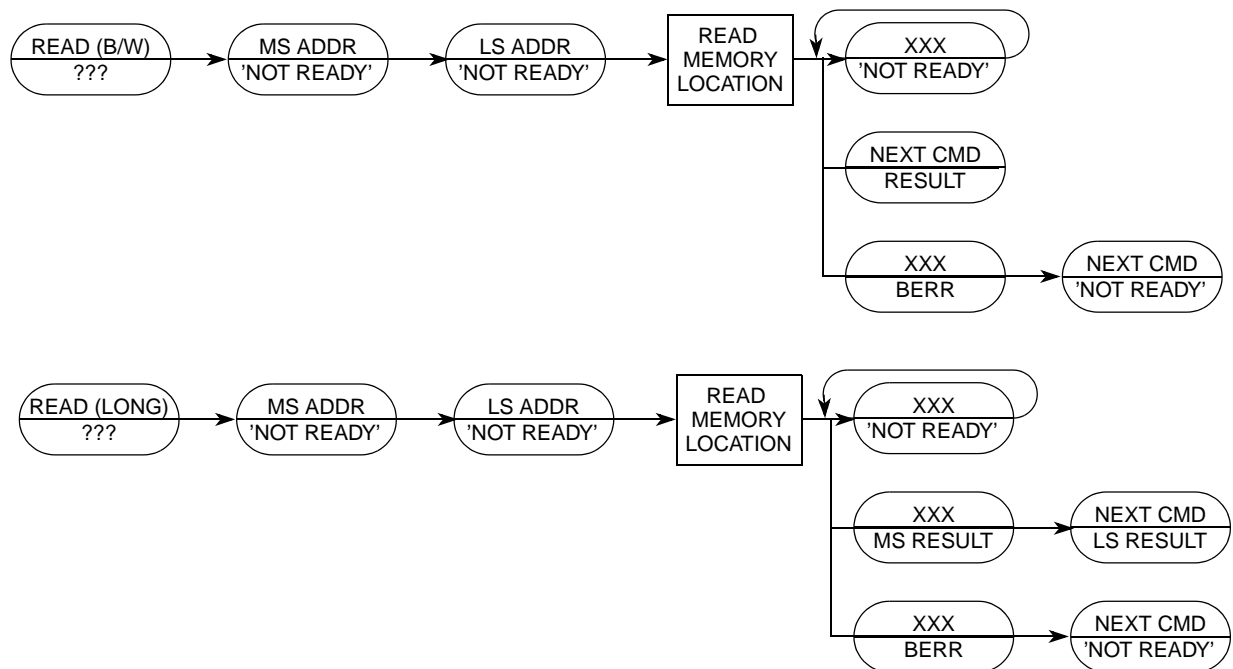 READ (B/W)
???
MS ADDR
'NOT READY'
LS ADDR
'NOT READY'
READ
MEMORY
LOCATION
XXX
'NOT READY'
NEXT CMD
RESULT
XXX
BERR
NEXT CMD
'NOT READY'
READ (LONG)
???
MS ADDR
'NOT READY'
LS ADDR
'NOT READY'
READ
MEMORY
LOCATION
XXX
'NOT READY'
XXX
MS RESULT
NEXT CMD
LS RESULT
XXX
BERR
NEXT CMD
'NOT READY'